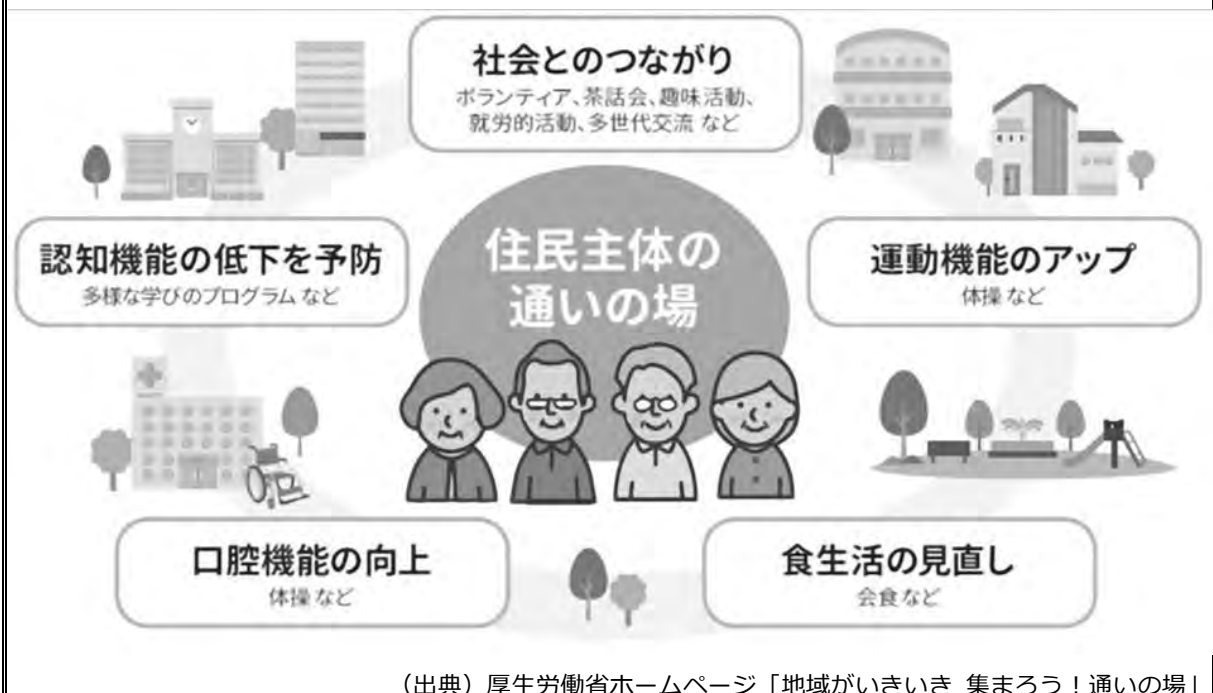 社会とのつながり
ボランティア、茶話会、趣味活動、
就労的活動、多世代交流 など
住民主体の
通いの場
認知機能の低下を予防
多様な学びのプログラム など
運動機能のアップ
体操 など
口腔機能の向上
体操 など
食生活の見直し
会食 など
（出典）厚生労働省ホームページ「地域がいきいき 集まろう！通いの場」